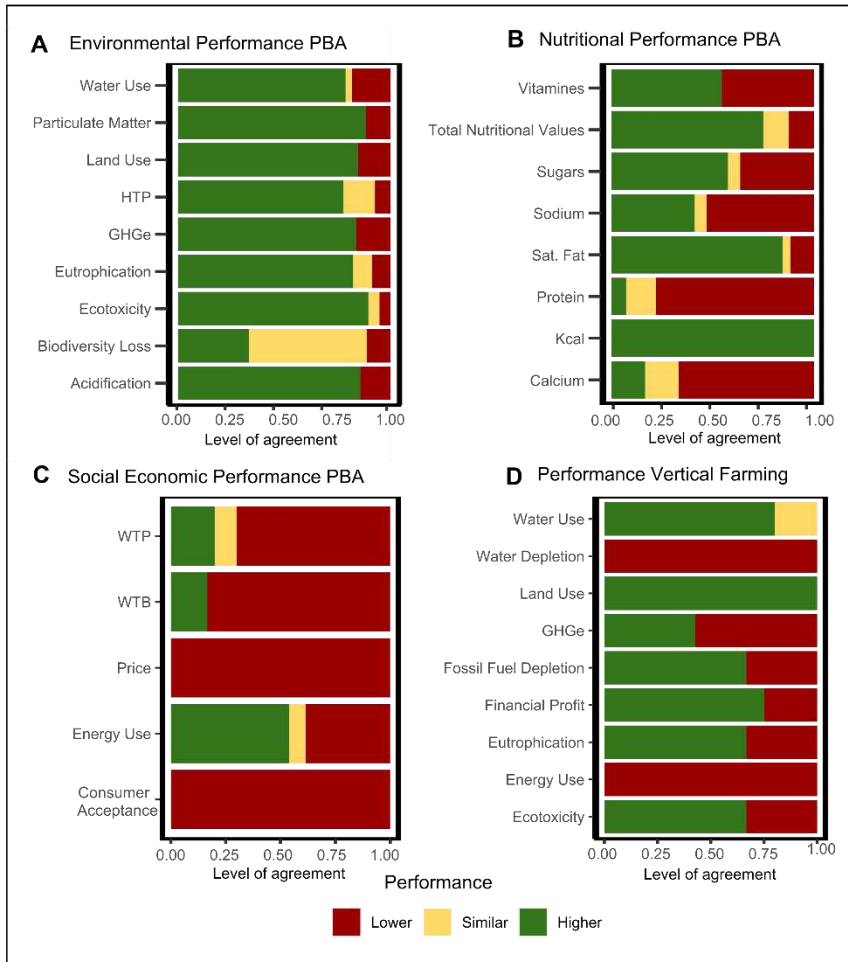 A Environmental Performance PBA
Water Use
Particulate Matter
Land Use
HTP
GHGe
Eutrophication
Ecotoxicity
Biodiversity Loss
Acidification
0.00 0.25 0.50 0.75 1.00
Level of agreement
B Nutritional Performance PBA
Vitamines
Total Nutritional Values
Sugars
Sodium
Sat. Fat
Protein
Kcal
Calcium
0.00 0.25 0.50 0.75 1.00
Level of agreement
C Social Economic Performance PBA
WTP
WTB
Price
Energy Use
Consumer
Acceptance
0.00 0.25 0.50 0.75 1.00
Level of agreement
D Performance Vertical Farming
Water Use
Water Depletion
Land Use
GHGe
Fossil Fuel Depletion
Financial Profit
Eutrophication
Energy Use
Ecotoxicity
0.00 0.25 0.50 0.75 1.00
Level of agreement
Performance
Lower Similar Higher